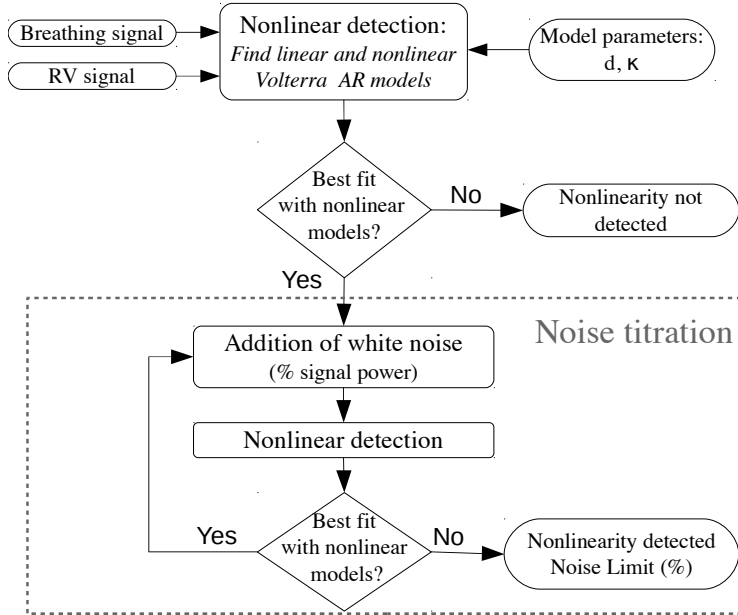 Breathing signal
RV signal
Nonlinear detection:
Find linear and nonlinear
Volterra AR models
Model parameters:
d, κ
Best fit
with nonlinear
models?
No
Nonlinearity not
detected
Yes
Noise titration
Addition of white noise
(% signal power)
Nonlinear detection
Yes
Best fit
with nonlinear
models?
No
Nonlinearity detected
Noise Limit (%)